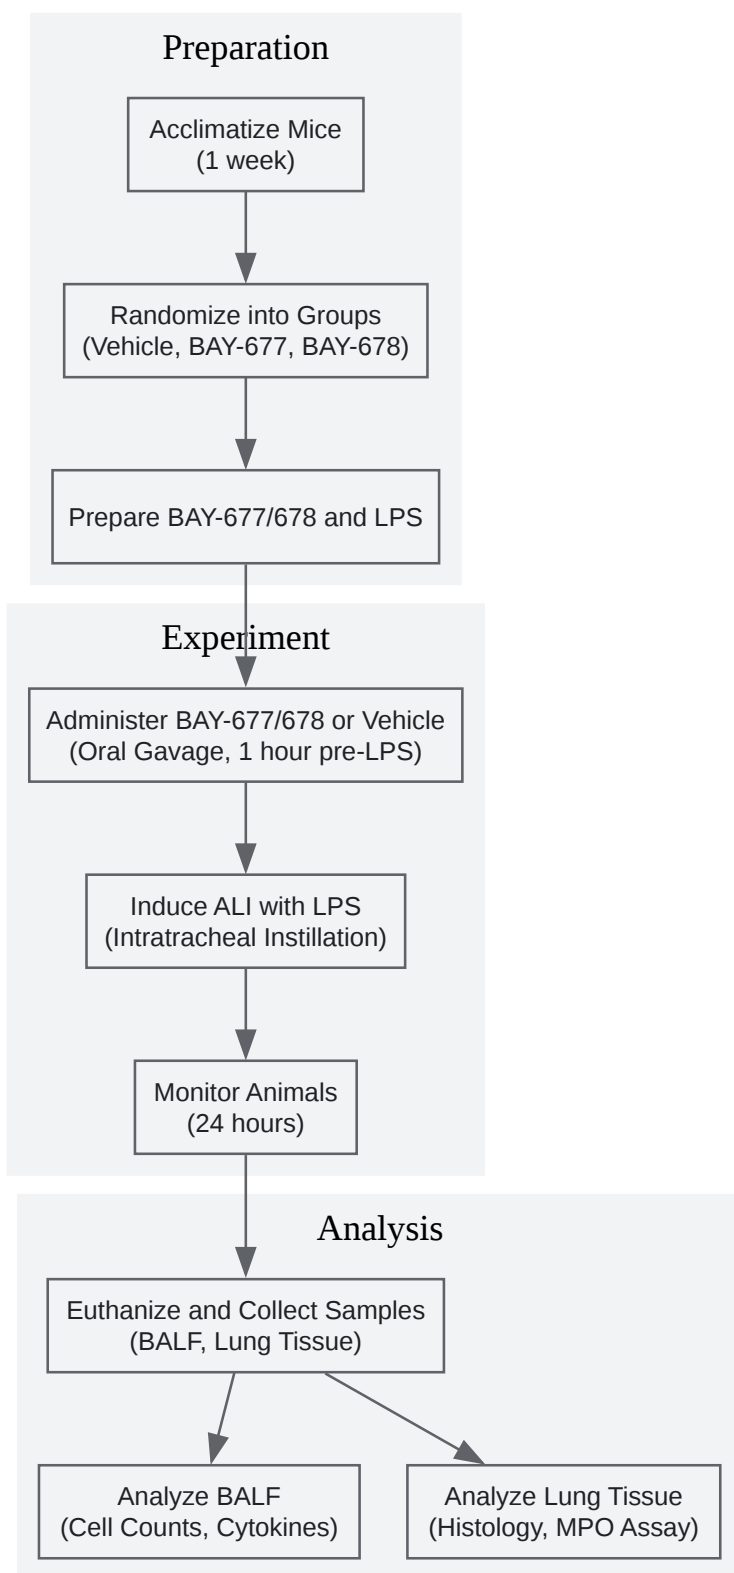 Preparation
Acclimatize Mice
(1 week)
Randomize into Groups
(Vehicle, BAY-677, BAY-678)
Prepare BAY-677/678 and LPS
Experiment
Administer BAY-677/678 or Vehicle
(Oral Gavage, 1 hour pre-LPS)
Induce ALI with LPS
(Intratracheal Instillation)
Monitor Animals
(24 hours)
Analysis
Euthanize and Collect Samples
(BALF, Lung Tissue)
Analyze BALF
(Cell Counts, Cytokines)
Analyze Lung Tissue
(Histology, MPO Assay)